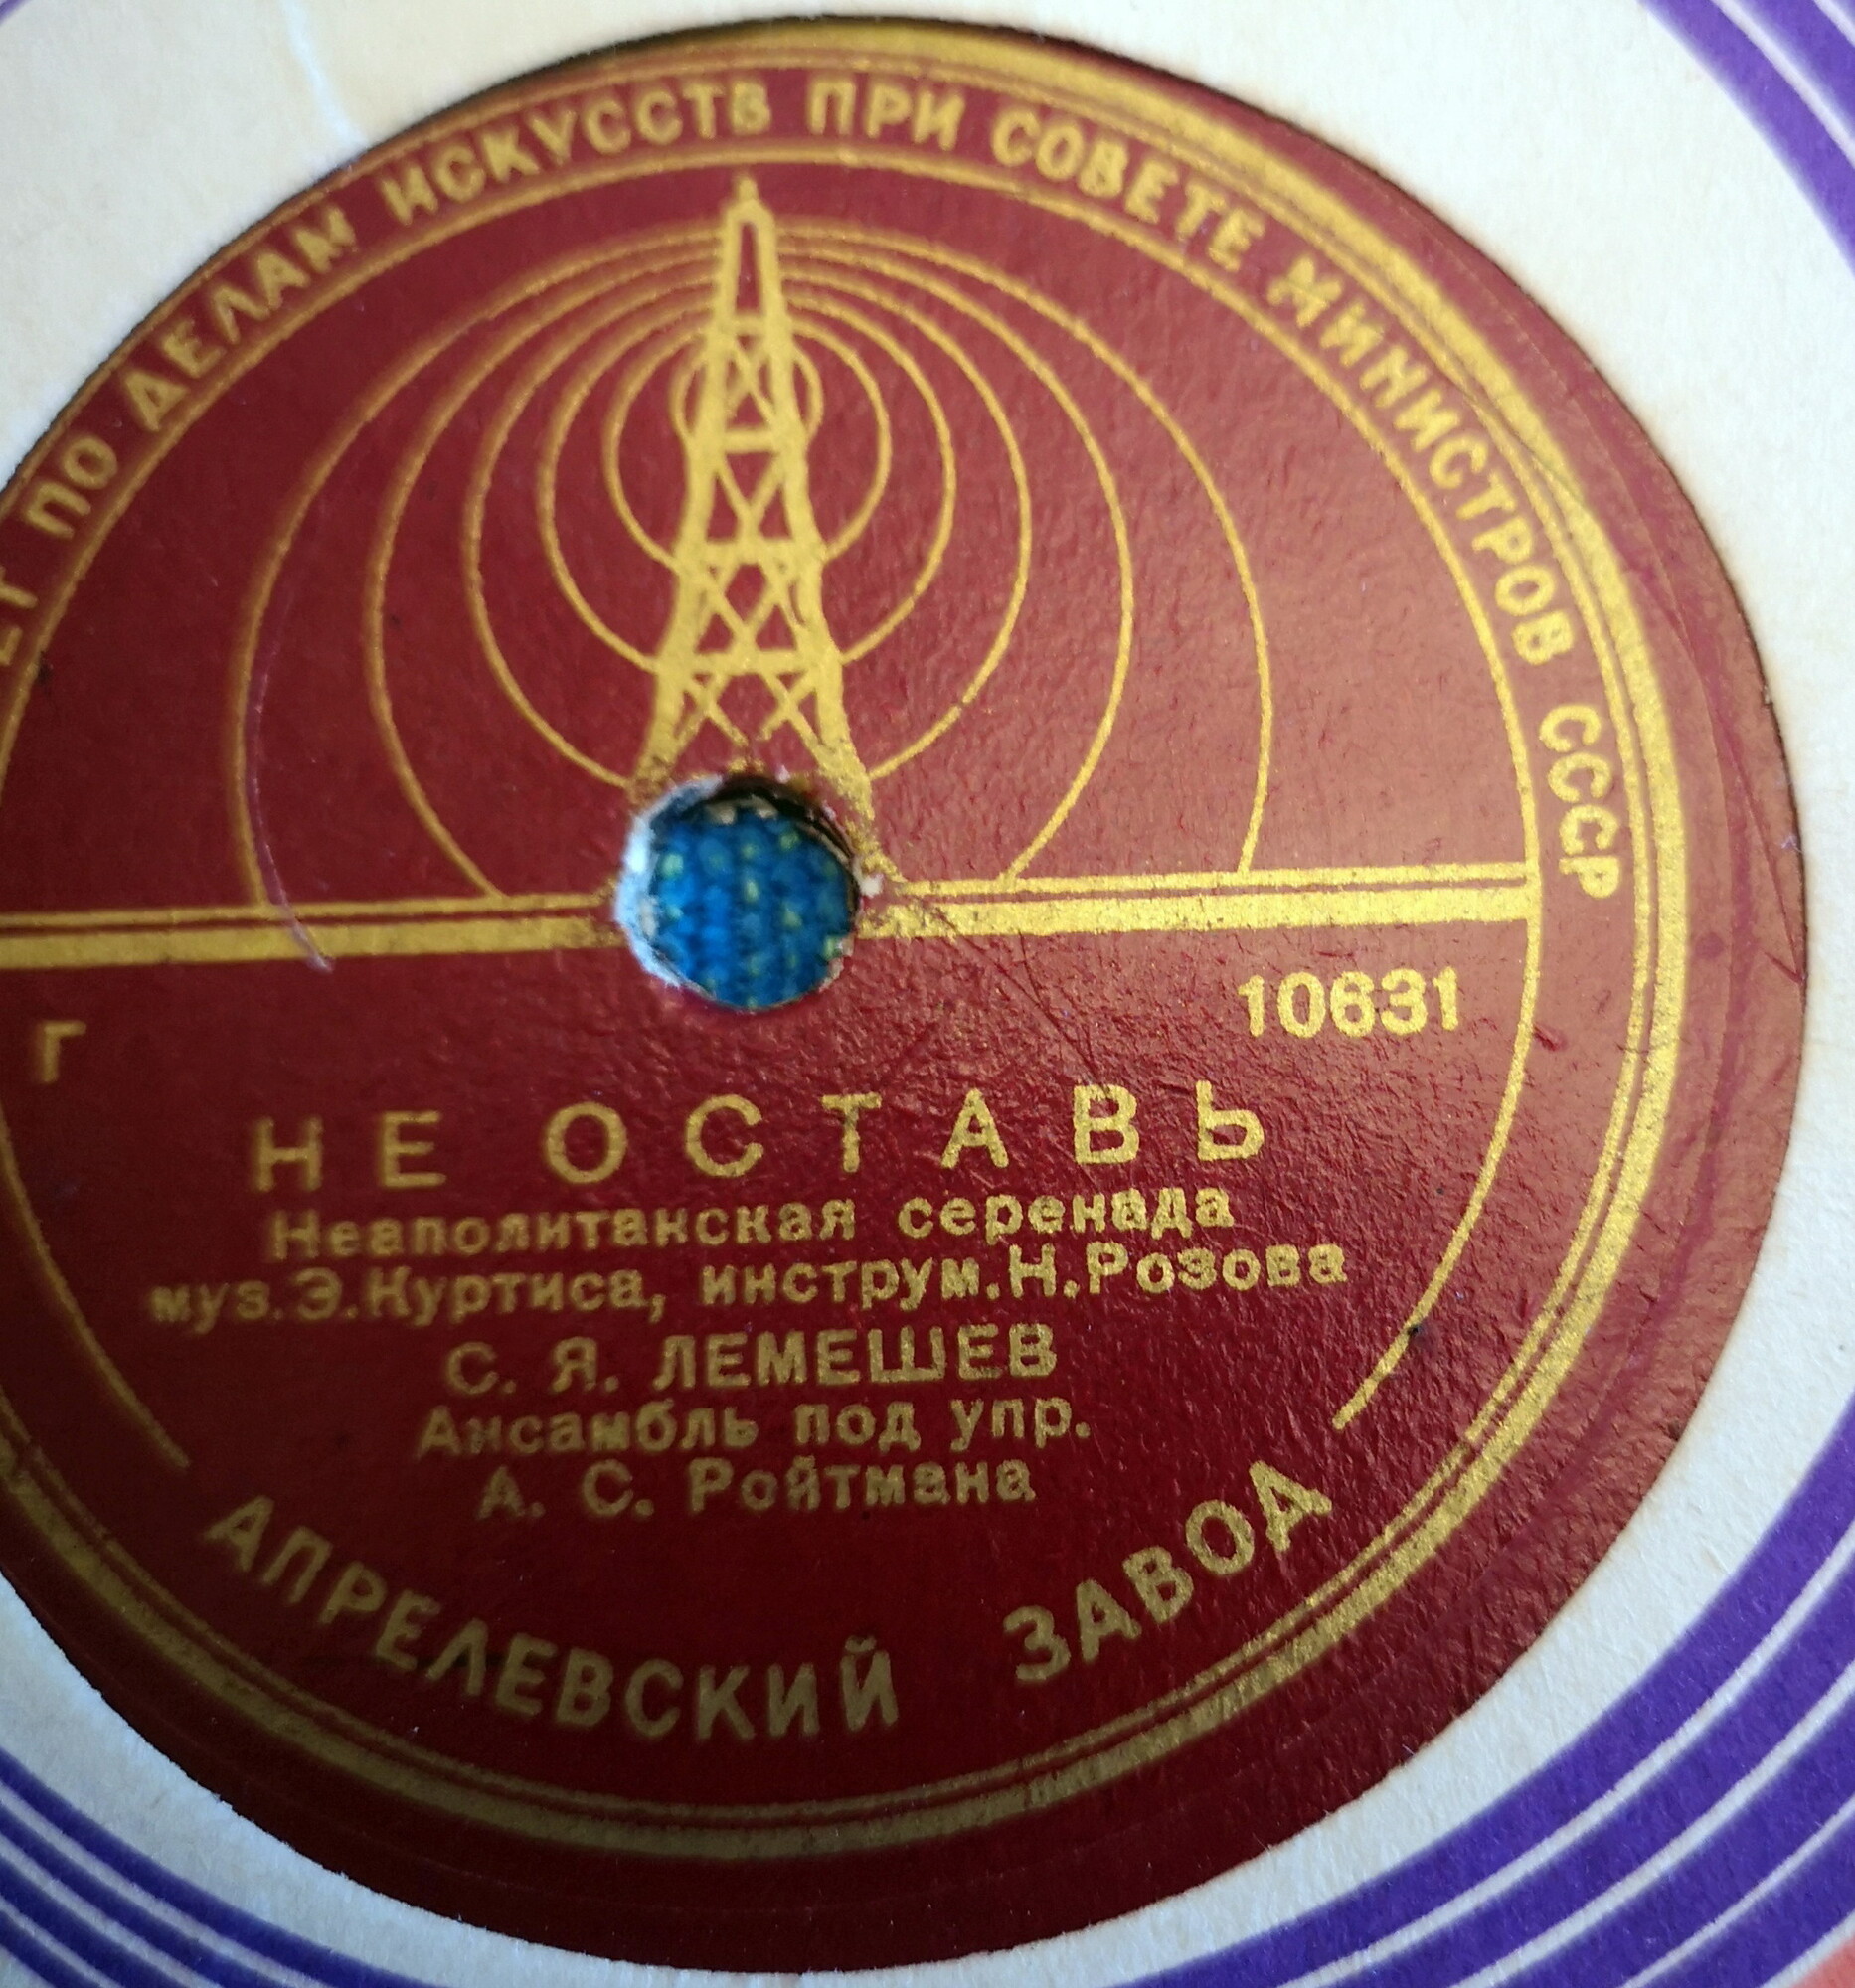 ПО ДЕЛАМ ИСКУССТВ ПРИ СОВЕТЕ МИНИСТРОВ СССР
Г
10631
НЕ ОСТАВЬ
Неаполитанская серенада
муз. Э. Куртиса, инструм. Н. Розова
С. Я. ЛЕМЕШЕВ
Ансамбль под упр.
А. С. Ройтмана
АПРЕЛЕВСКИЙ ЗАВОД